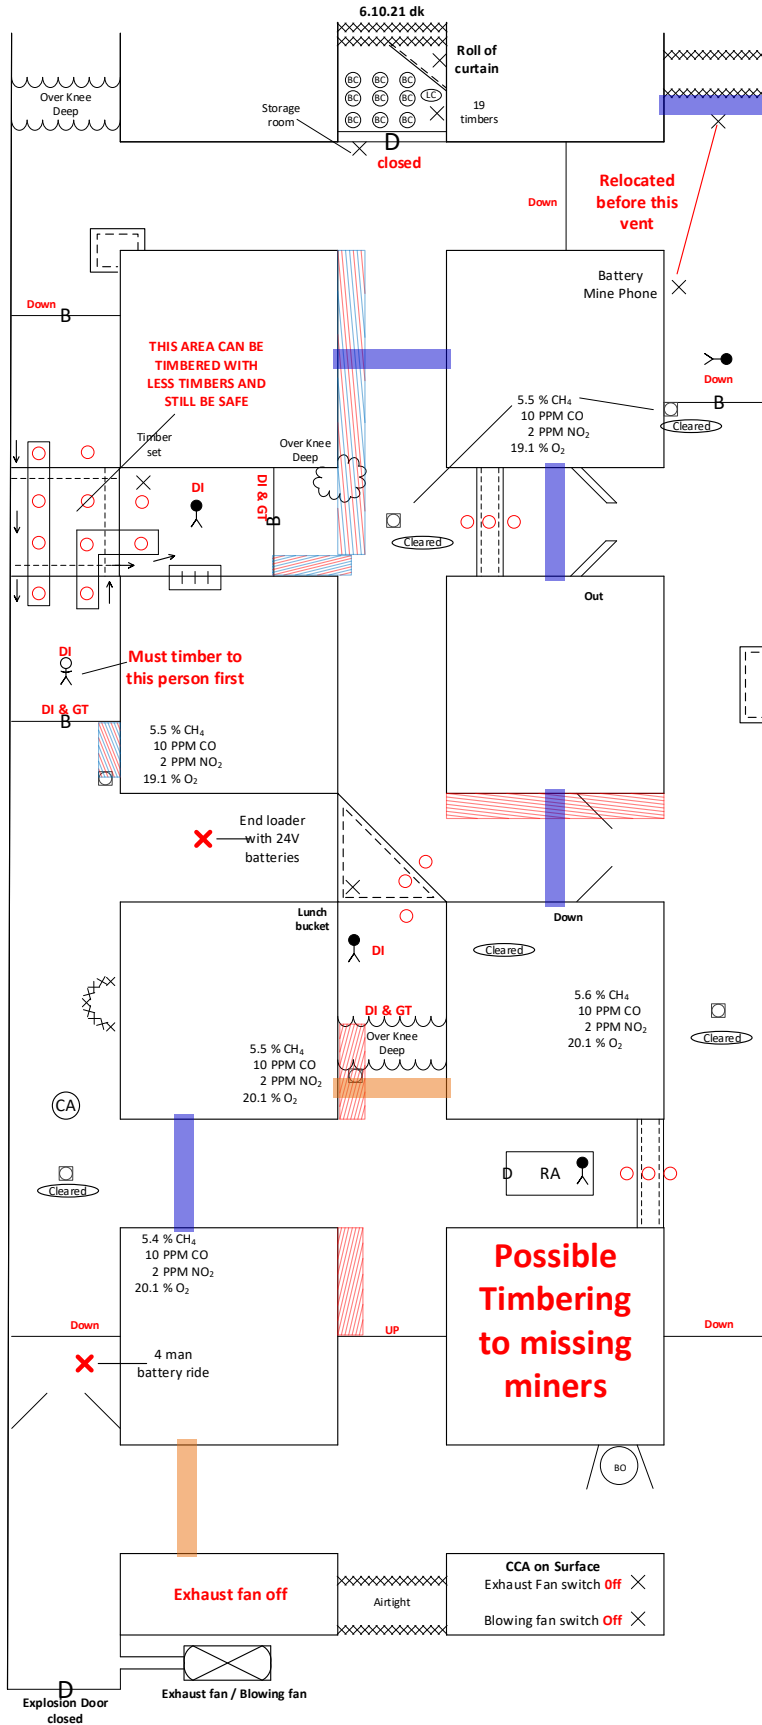 6.10.21 dk
Roll of
curtain
BC BC BC
BC BC BC
LC
BC BC BC
19
timbers
Over Knee
Deep
Storage
room
D
closed
Down
Relocated
before this
vent
Battery
Mine Phone
Down
B
THIS AREA CAN BE
TIMBERED WITH
LESS TIMBERS AND
STILL BE SAFE
Down
B
5.5 % CH₄
10 PPM CO
2 PPM NO₂
19.1 % O₂
Cleared
Timber
set
Over Knee
Deep
DI
DI & GT
B
Cleared
Out
DI
Must timber to
this person first
DI & GT
B
5.5 % CH₄
10 PPM CO
2 PPM NO₂
19.1 % O₂
End loader
with 24V
batteries
Lunch
bucket
Down
DI
Cleared
DI & GT
Over Knee
Deep
5.6 % CH₄
10 PPM CO
2 PPM NO₂
20.1 % O₂
Cleared
5.5 % CH₄
10 PPM CO
2 PPM NO₂
20.1 % O₂
CA
Cleared
D
RA
5.4 % CH₄
10 PPM CO
2 PPM NO₂
20.1 % O₂
Possible
Timbering
to missing
miners
Down
UP
Down
4 man
battery ride
BO
Exhaust fan off
Airtight
CCA on Surface
Exhaust Fan switch 0ff
Blowing fan switch Off
D
Explosion Door
closed
Exhaust fan / Blowing fan